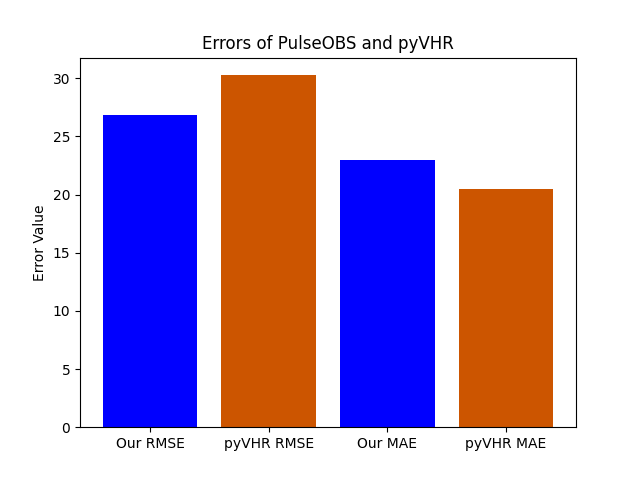 Errors of PulseOBS and pyVHR
Error Value
30
25
20
15
10
5
0
Our RMSE
pyVHR RMSE
Our MAE
pyVHR MAE